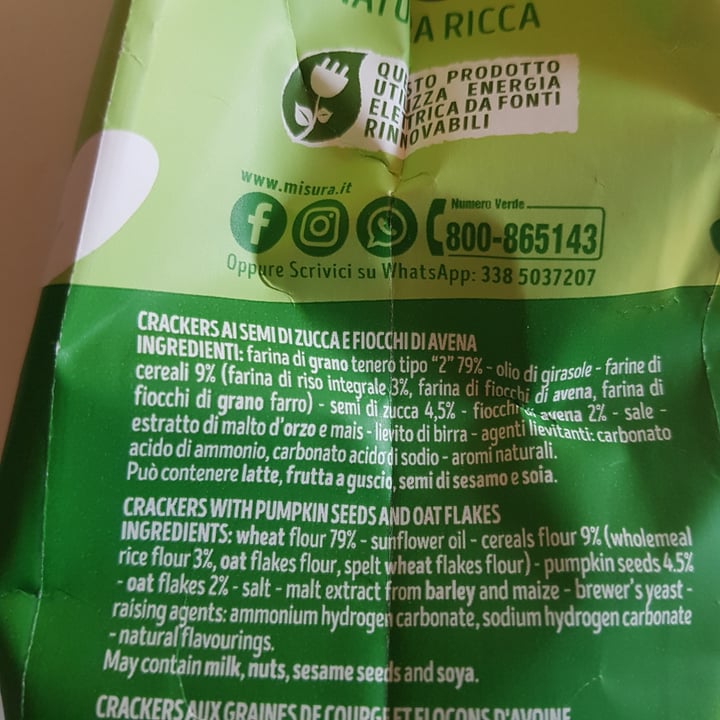 A RICCA
QUESTO PRODOTTO
UTILIZZA ENERGIA
ELETTRICA DA FONTI
RINNOVABILI
www.misura.it
Numero Verde
800-865143
Oppure Scrivici su WhatsApp: 338 5037207
CRACKERS AI SEMI DI ZUCCA E FIOCCHI DI AVENA
INGREDIENTI: farina di grano tenero tipo "2" 79% - olio di girasole - farine di
cereali 9% (farina di riso integrale 3%, farina di fiocchi di avena, farina di
fiocchi di grano farro) - semi di zucca 4,5% - fiocchi di avena 2% - sale -
estratto di malto d'orzo e mais - lievito di birra - agenti lievitanti: carbonato
acido di ammonio, carbonato acido di sodio - aromi naturali.
Può contenere latte, frutta a guscio, semi di sesamo e soia.
CRACKERS WITH PUMPKIN SEEDS AND OAT FLAKES
INGREDIENTS: wheat flour 79% - sunflower oil - cereals flour 9% (wholemeal
rice flour 3%, oat flakes flour, spelt wheat flakes flour) - pumpkin seeds 4.5%
- oat flakes 2% - salt - malt extract from barley and maize - brewer's yeast -
raising agents: ammonium hydrogen carbonate, sodium hydrogen carbonate
- natural flavourings.
May contain milk, nuts, sesame seeds and soya.
CRACKERS AUX GRAINES DE COURGE ET FLOCONS D'AVOINE